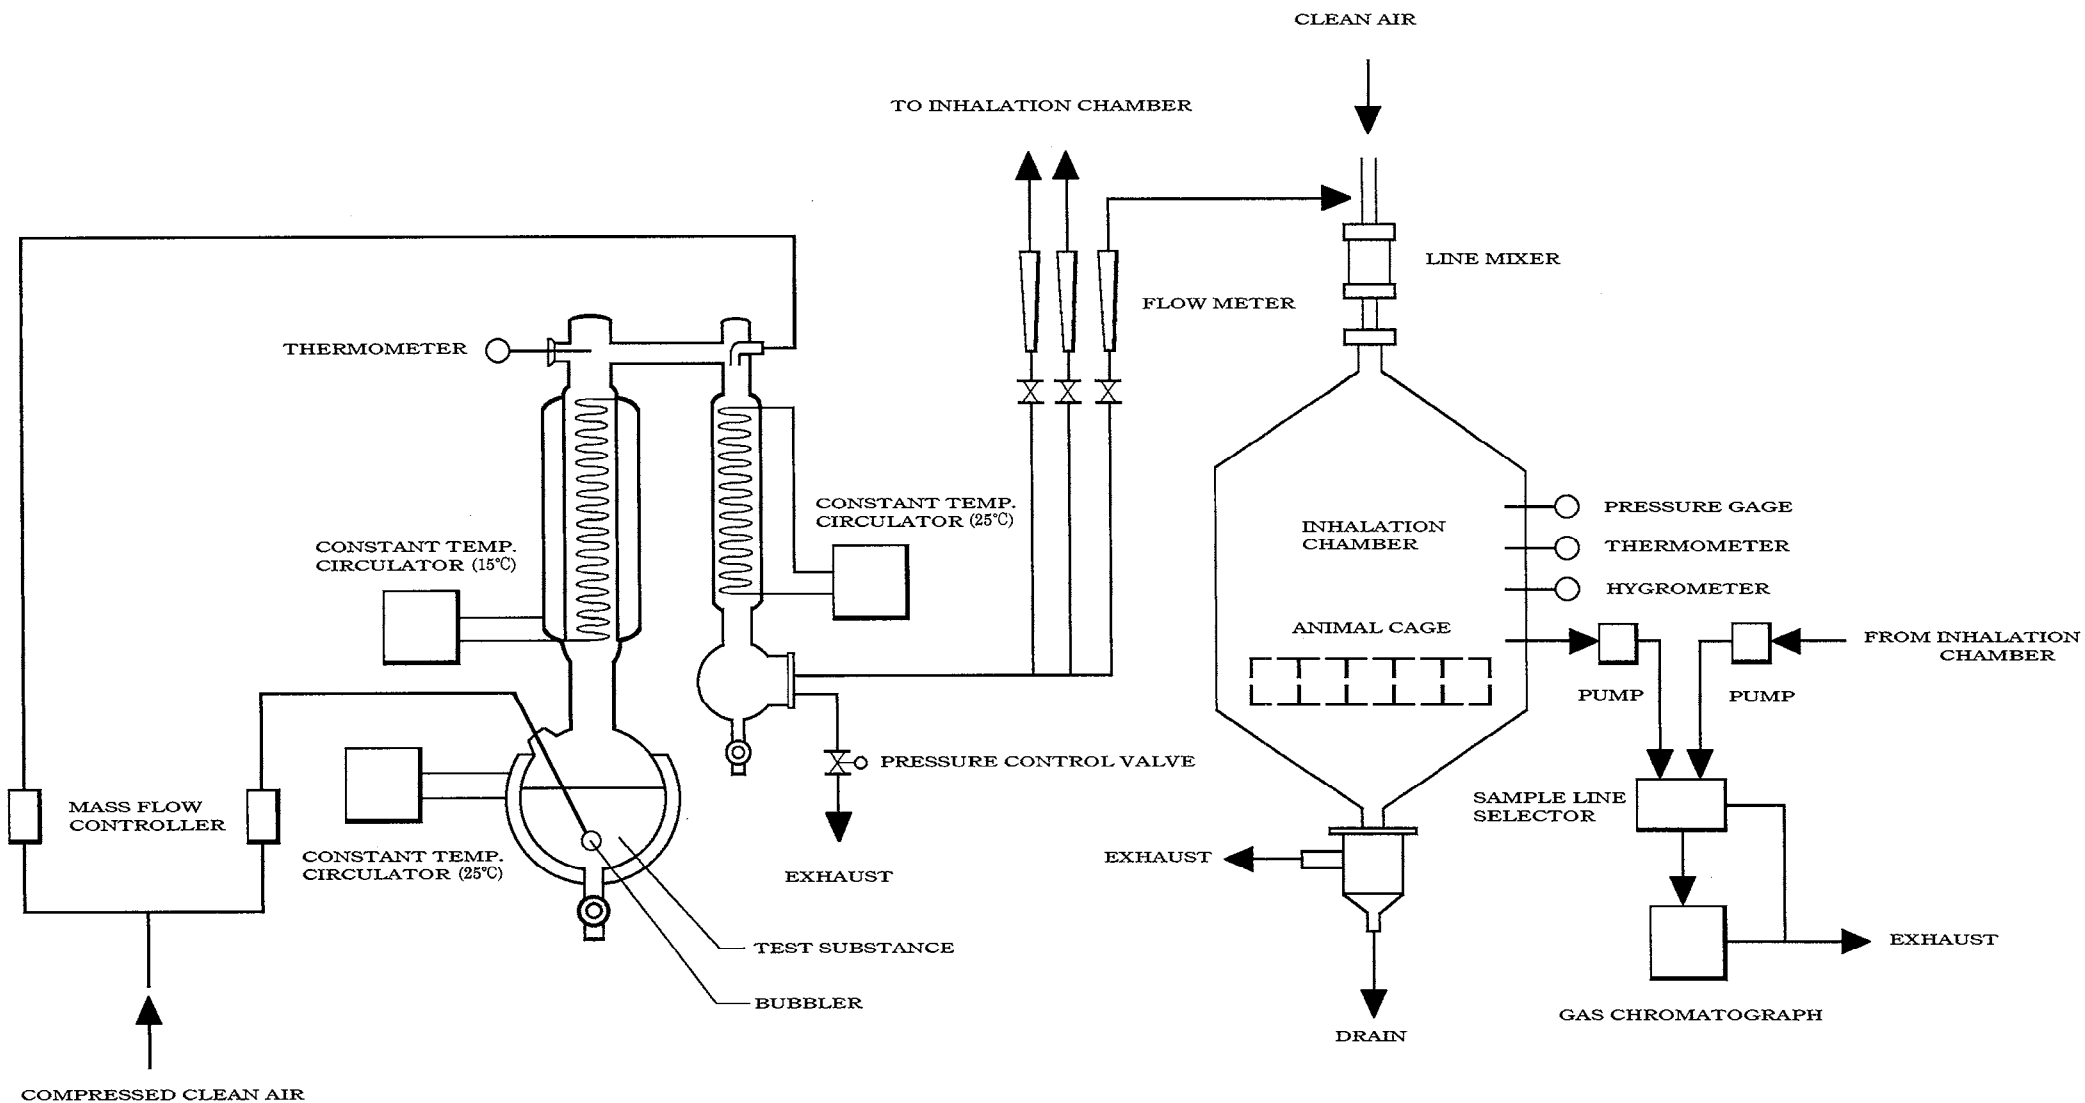 CLEAN AIR
TO INHALATION CHAMBER
LINE MIXER
FLOW METER
THERMOMETER
CONSTANT TEMP.
CIRCULATOR (25℃)
PRESSURE GAGE
INHALATION
CHAMBER
THERMOMETER
CONSTANT TEMP.
CIRCULATOR (15℃)
HYGROMETER
ANIMAL CAGE
FROM INHALATION
CHAMBER
PUMP
PUMP
PRESSURE CONTROL VALVE
MASS FLOW
CONTROLLER
SAMPLE LINE
SELECTOR
CONSTANT TEMP.
CIRCULATOR (25℃)
EXHAUST
EXHAUST
TEST SUBSTANCE
EXHAUST
BUBBLER
GAS CHROMATOGRAPH
DRAIN
COMPRESSED CLEAN AIR